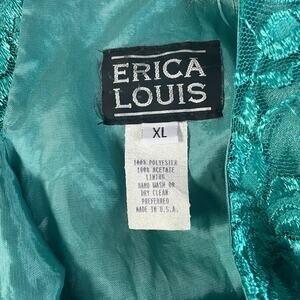 ERICA
LOUIS
XL
100% POLYESTER
100% ACETATE
LINING
HAND WASH OR
DRY CLEAN
PREFERRED
MADE IN U.S.A.